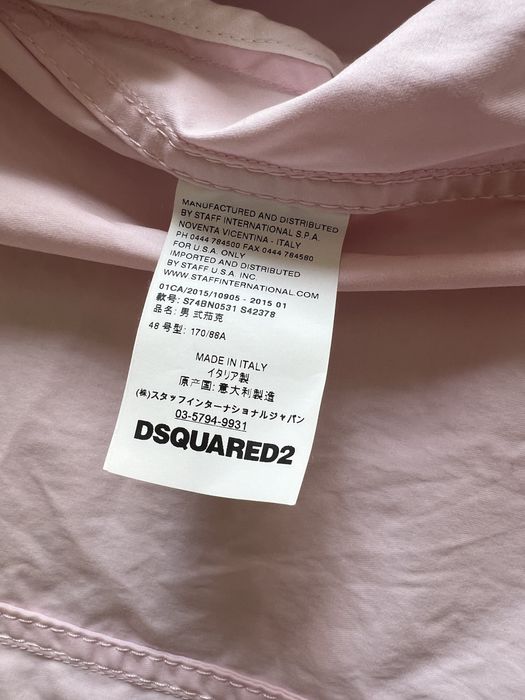 MANUFACTURED AND DISTRIBUTED
BY STAFF INTERNATIONAL S.P.A.
NOVENTA VICENTINA - ITALY
PH 0444 784500 FAX 0444 784580
FOR U.S.A. ONLY
IMPORTED AND DISTRIBUTED
BY STAFF U.S.A. INC
WWW.STAFFINTERNATIONAL.COM
01CA/2015/10905 - 2015 01
款号: S74BN0531 S42378
品名: 男 式茄克
48 号型: 170/88A
MADE IN ITALY
イタリア製
原产国: 意大利製造
(株)スタッフインターナショナルジャパン
03-5794-9931
DSQUARED2